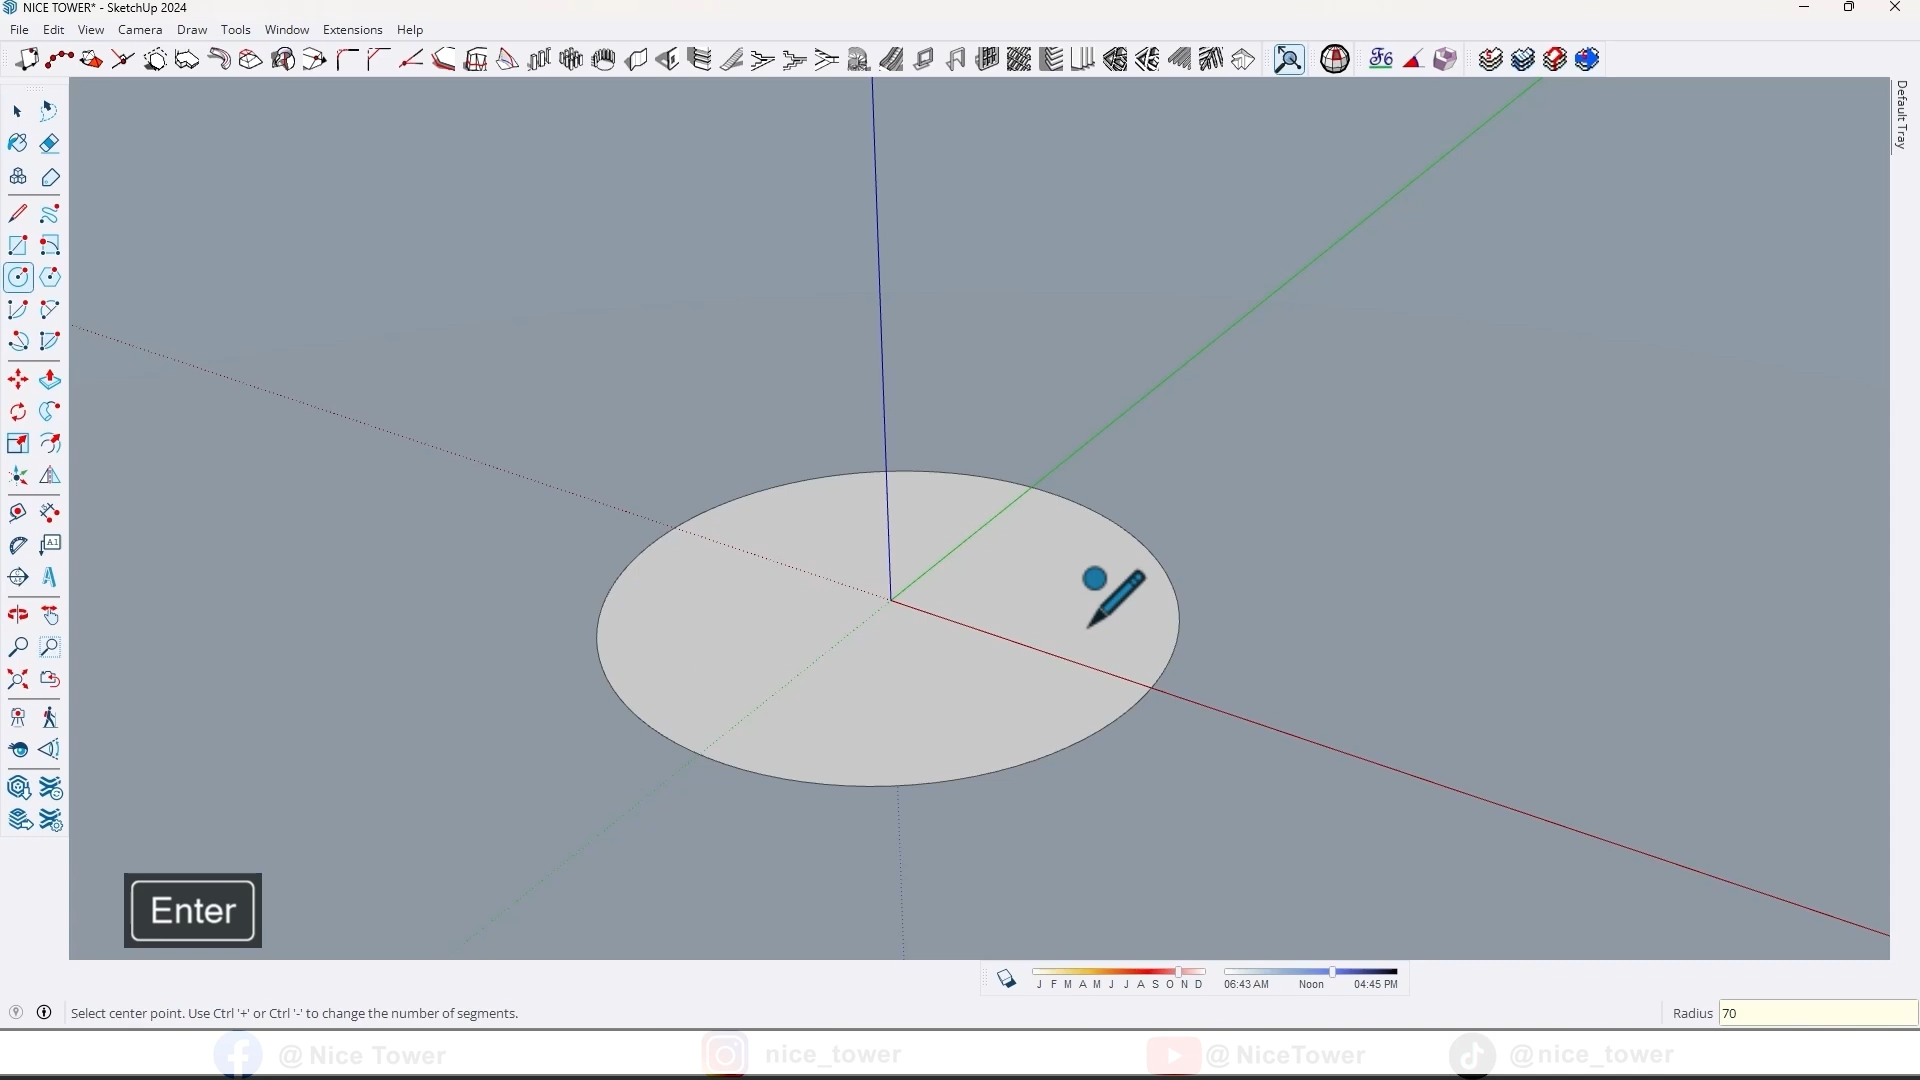 NICE TOWER* - SketchUp 2024
File Edit View Camera Draw Tools Window Extensions Help
Default Tray
Enter
J F M A M J J A S O N D
06:43 AM Noon 04:45 PM
Select center point. Use Ctrl '+' or Ctrl '-' to change the number of segments.
Radius 70
@ Nice Tower nice_tower @ NiceTower @nice_tower